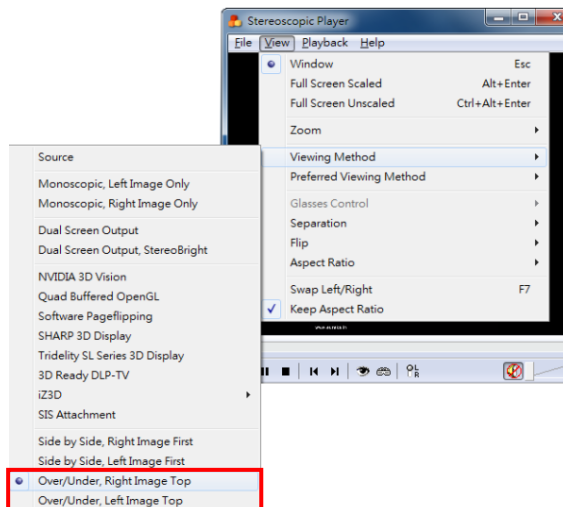 Stereoscopic Player
File View Playback Help
Window Esc
Full Screen Scaled Alt+Enter
Full Screen Unscaled Ctrl+Alt+Enter
Zoom
Viewing Method
Preferred Viewing Method
Glasses Control
Separation
Flip
Aspect Ratio
Swap Left/Right F7
Keep Aspect Ratio
Source
Monoscopic, Left Image Only
Monoscopic, Right Image Only
Dual Screen Output
Dual Screen Output, StereoBright
NVIDIA 3D Vision
Quad Buffered OpenGL
Software Pageflipping
SHARP 3D Display
Tridelity SL Series 3D Display
3D Ready DLP-TV
iZ3D
SIS Attachment
Side by Side, Right Image First
Side by Side, Left Image First
Over/Under, Right Image Top
Over/Under, Left Image Top
L
R